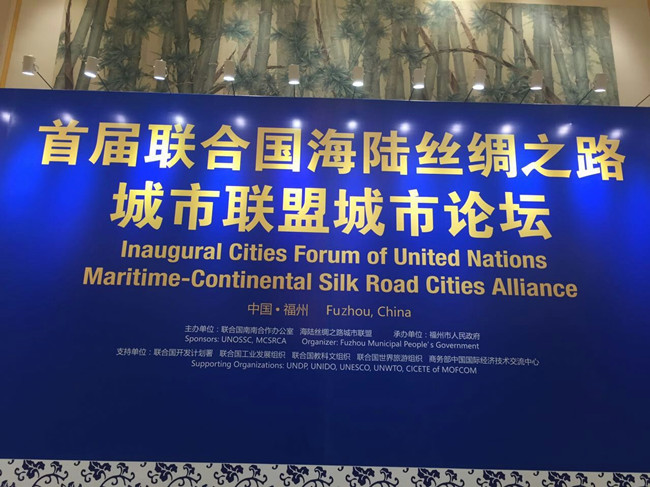 首届联合国海陆丝绸之路
城市联盟城市论坛
Inaugural Cities Forum of United Nations
Maritime-Continental Silk Road Cities Alliance
中国·福州 Fuzhou, China
主办单位：联合国南南合作办公室 海陆丝绸之路城市联盟 承办单位：福州市人民政府
Sponsors: UNOSSC, MCSRCA Organizer: Fuzhou Municipal People's Government
支持单位：联合国开发计划署 联合国工业发展组织 联合国教科文组织 联合国世界旅游组织 商务部中国国际经济技术交流中心
Supporting Organizations: UNDP, UNIDO, UNESCO, UNWTO, CICETE of MOFCOM